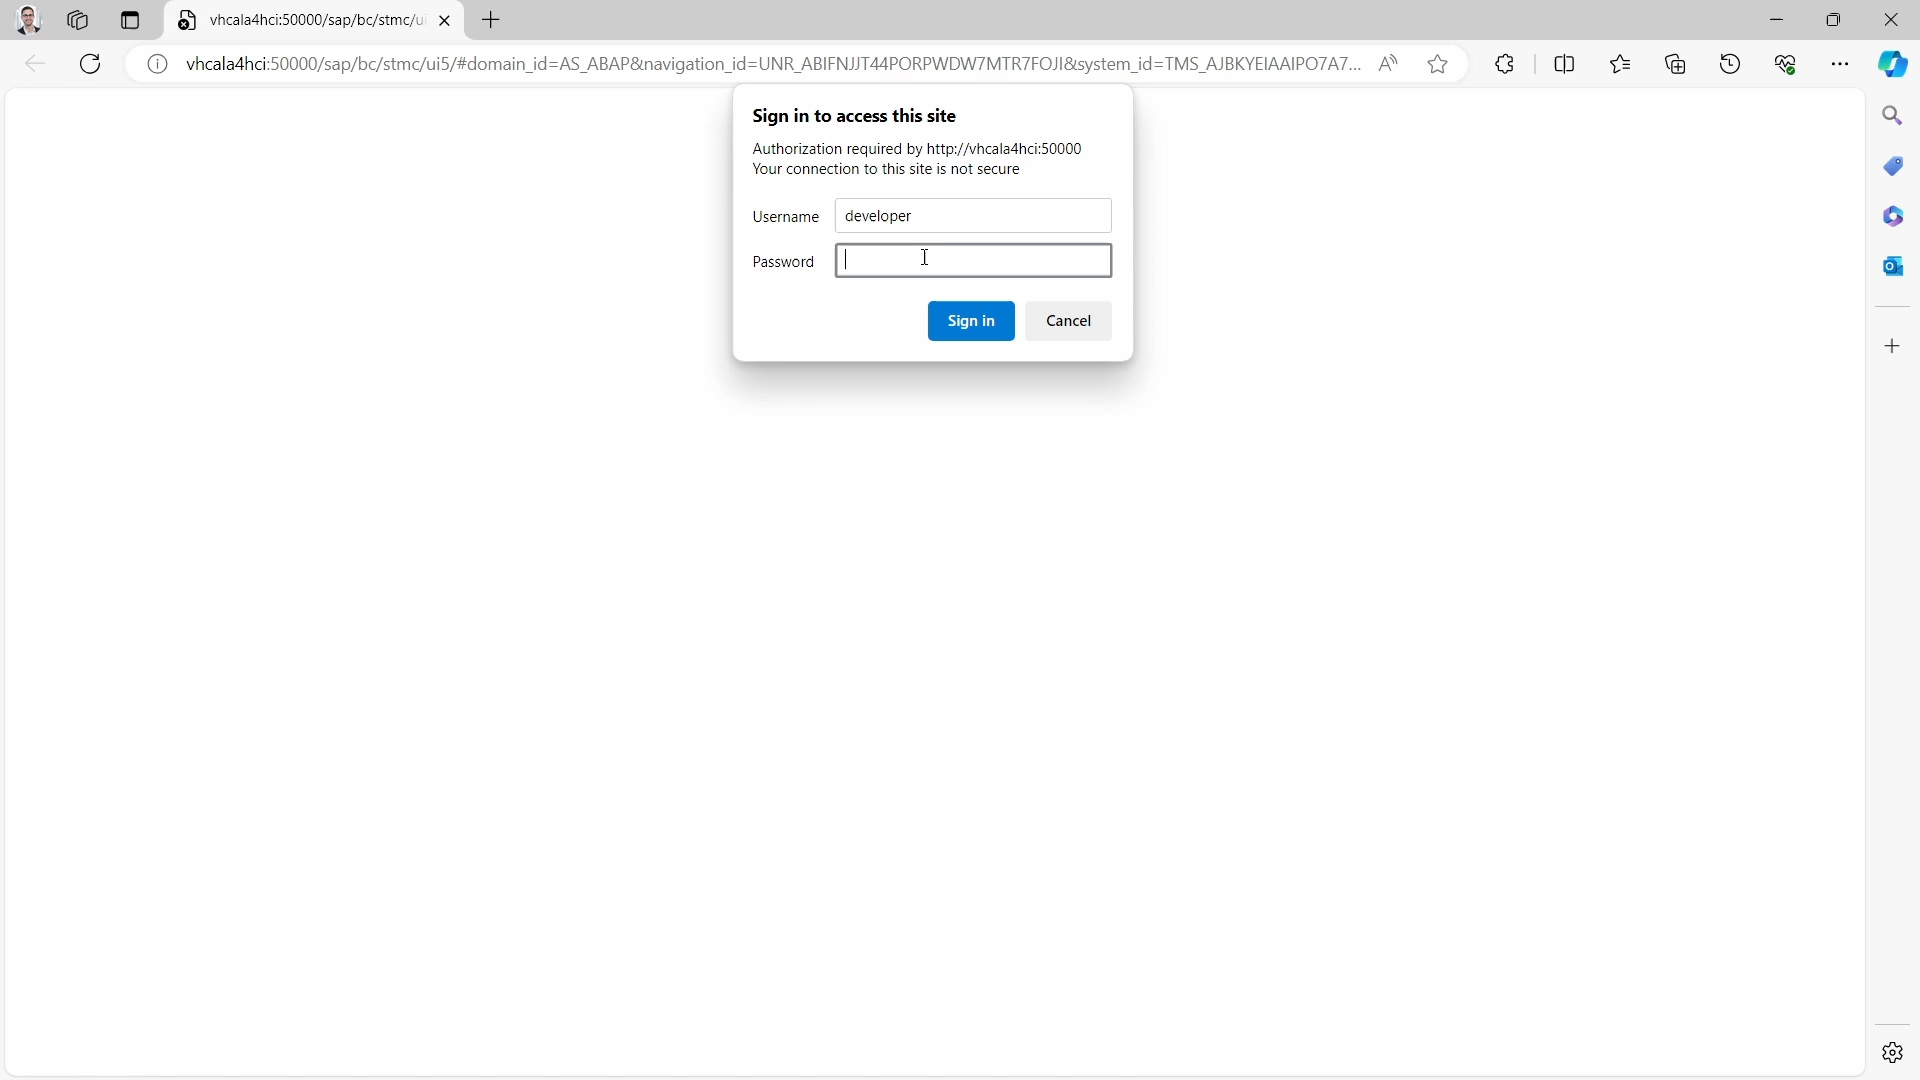 vhcala4hci:50000/sap/bc/stmc/ui
vhcala4hci:50000/sap/bc/stmc/ui5/#domain_id=AS_ABAP&navigation_id=UNR_ABIFNJJT44PORPWDW7MTR7FOJI&system_id=TMS_AJBKYEIAAIPO7A7...
Sign in to access this site
Authorization required by http://vhcala4hci:50000
Your connection to this site is not secure
Username developer
Password
Sign in Cancel